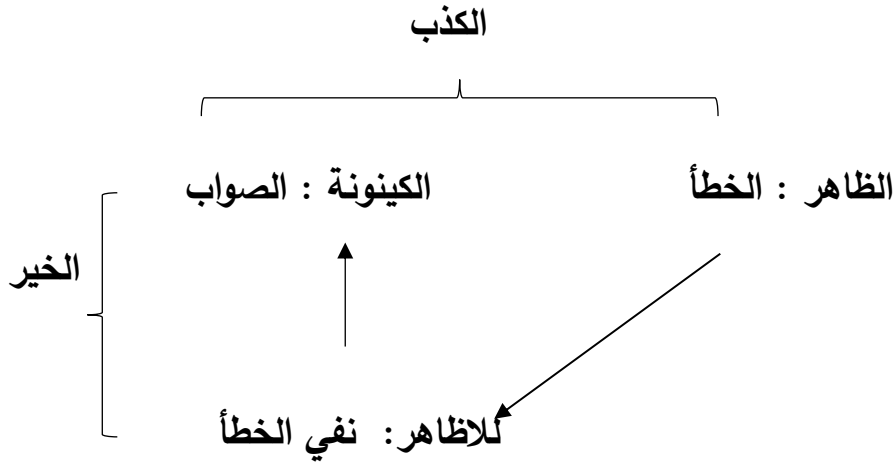 الكذب
الظاهر : الخطأ
الكينونة : الصواب
الخير
للاظاهر: نفي الخطأ